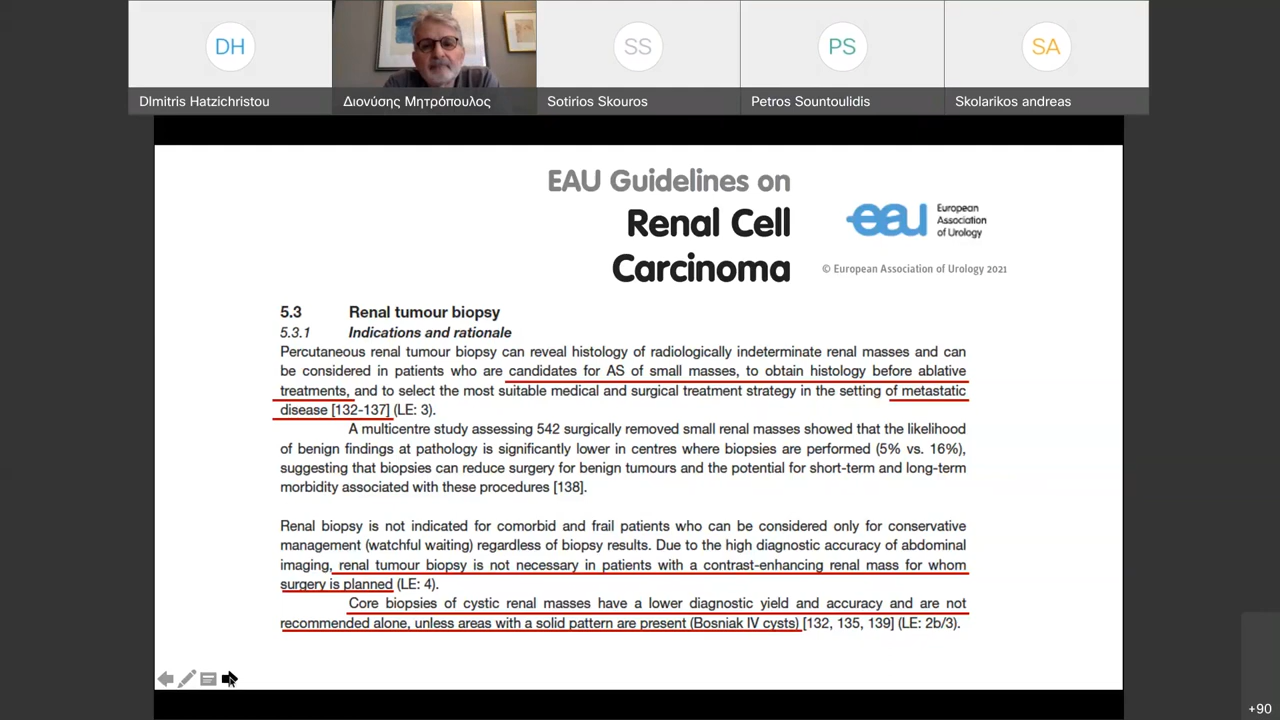 DH
SS
PS
SA
DImitris Hatzichristou
Διονύσης Μητρόπουλος
Sotirios Skouros
Petros Sountoulidis
Skolarikos andreas
EAU Guidelines on
Renal Cell
Carcinoma
eau
European
Association
of Urology
© European Association of Urology 2021
5.3 Renal tumour biopsy
5.3.1 Indications and rationale
Percutaneous renal tumour biopsy can reveal histology of radiologically indeterminate renal masses and can
be considered in patients who are candidates for AS of small masses, to obtain histology before ablative
treatments, and to select the most suitable medical and surgical treatment strategy in the setting of metastatic
disease [132-137] (LE: 3).
A multicentre study assessing 542 surgically removed small renal masses showed that the likelihood
of benign findings at pathology is significantly lower in centres where biopsies are performed (5% vs. 16%),
suggesting that biopsies can reduce surgery for benign tumours and the potential for short-term and long-term
morbidity associated with these procedures [138].
Renal biopsy is not indicated for comorbid and frail patients who can be considered only for conservative
management (watchful waiting) regardless of biopsy results. Due to the high diagnostic accuracy of abdominal
imaging, renal tumour biopsy is not necessary in patients with a contrast-enhancing renal mass for whom
surgery is planned (LE: 4).
Core biopsies of cystic renal masses have a lower diagnostic yield and accuracy and are not
recommended alone, unless areas with a solid pattern are present (Bosniak IV cysts) [132, 135, 139] (LE: 2b/3).
+90